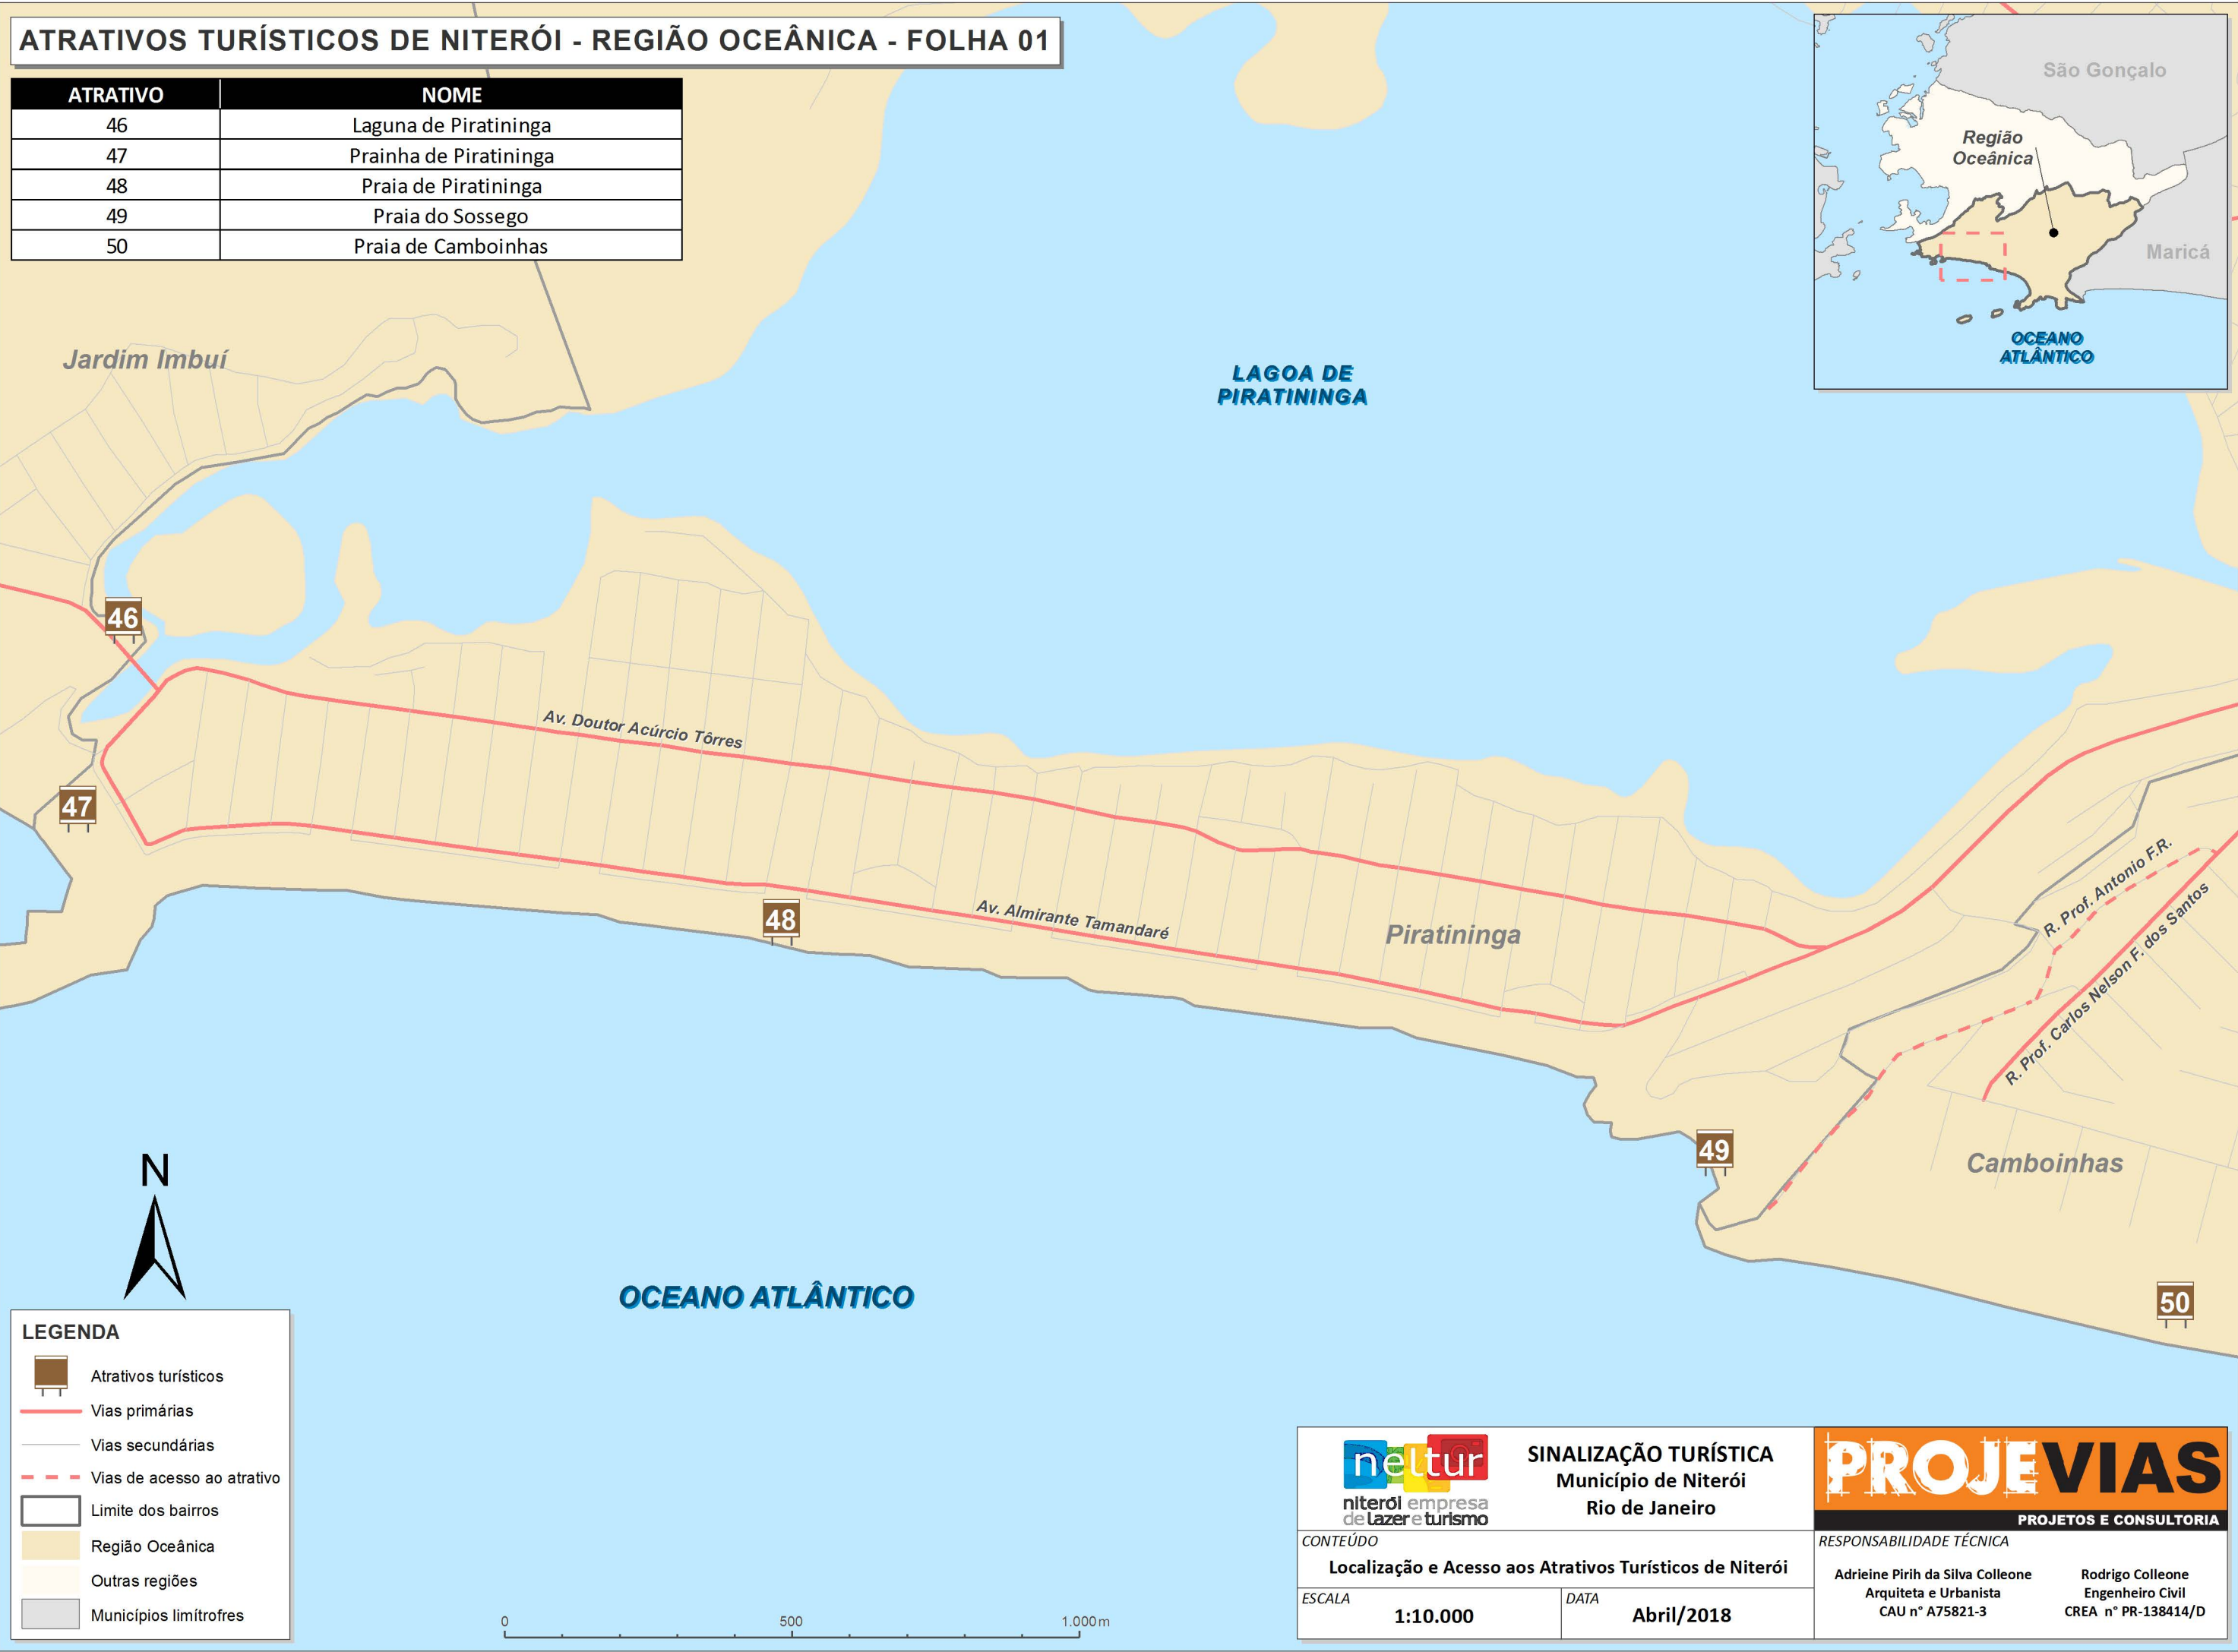 ATRATIVOS TURÍSTICOS DE NITERÓI - REGIÃO OCEÂNICA - FOLHA 01
ATRATIVO NOME
46 Laguna de Piratininga
47 Prainha de Piratininga
48 Praia de Piratininga
49 Praia do Sossego
50 Praia de Camboinhas
São Gonçalo
Região
Oceânica
Maricá
OCEANO
ATLÂNTICO
Jardim Imbuí
LAGOA DE
PIRATININGA
46
Av. Doutor Acúrcio Tôrres
47
48
Av. Almirante Tamandaré
Piratininga
R. Prof. Antonio F.R.
R. Prof. Carlos Nelson F. dos Santos
49
Camboinhas
N
OCEANO ATLÂNTICO
50
LEGENDA
Atrativos turísticos
Vias primárias
Vias secundárias
Vias de acesso ao atrativo
Limite dos bairros
Região Oceânica
Outras regiões
Municípios limítrofes
0 500 1.000m
neltur
niterói empresa
de lazer e turismo
SINALIZAÇÃO TURÍSTICA
Município de Niterói
Rio de Janeiro
PROJEVIAS
PROJETOS E CONSULTORIA
CONTEÚDO
Localização e Acesso aos Atrativos Turísticos de Niterói
ESCALA
1:10.000
DATA
Abril/2018
RESPONSABILIDADE TÉCNICA
Adrieine Pirih da Silva Colleone
Arquiteta e Urbanista
CAU n° A75821-3
Rodrigo Colleone
Engenheiro Civil
CREA n° PR-138414/D